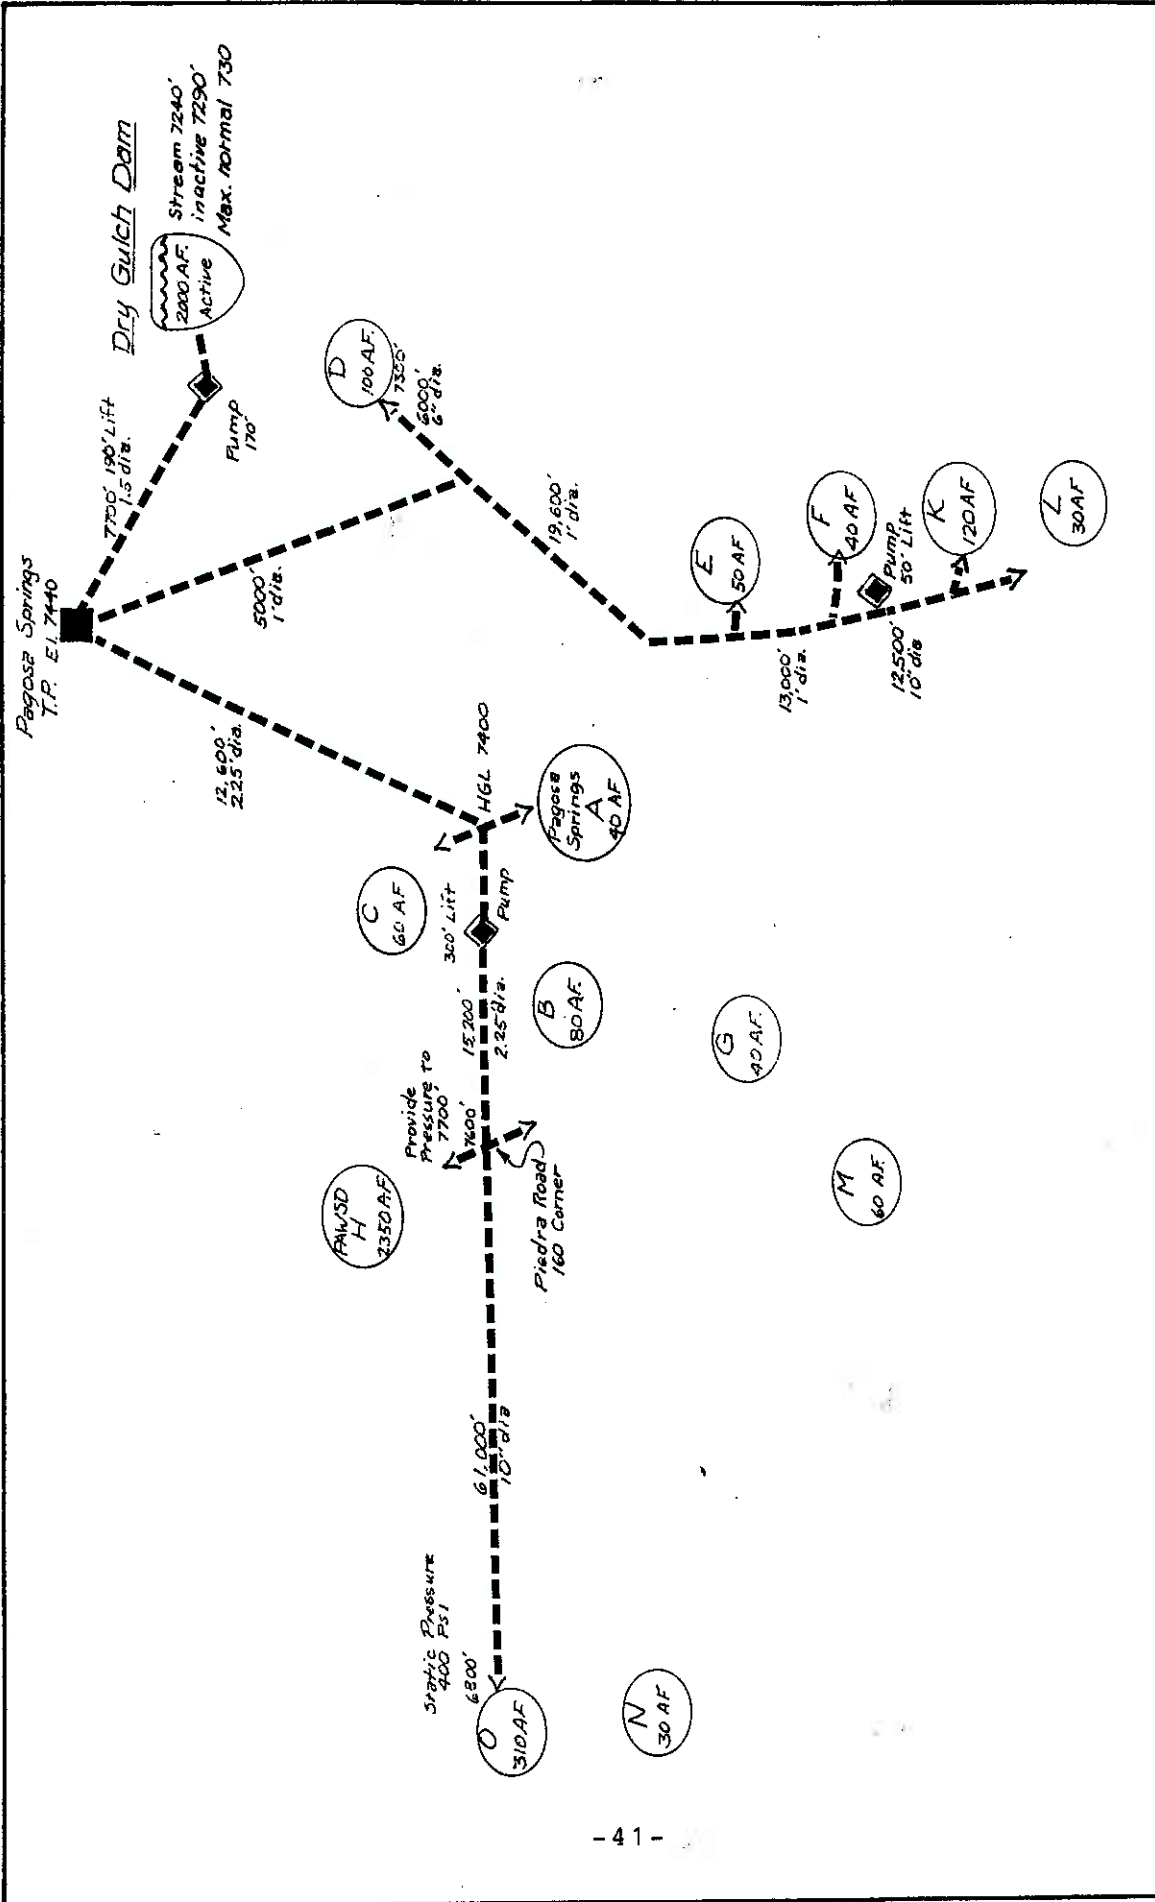 Pagosa Springs
T.P. El. 7440
7700' 190' Lift
1.5 dia.
Dry Gulch Dam
2000 AF.
Active
Stream 7240'
inactive 7290'
Max. normal 730
Pump
170'
5000'
1' dia.
D
100 AF.
7350'
6000'
6" dia.
19,600'
1' dia.
E
50 AF
F
40 AF
13,000'
1' dia.
Pump
50' Lift
12,500'
10" dia
K
120 AF
L
30 AF
12,600'
2.25' dia.
HGL 7400
Pagosa
Springs
A
40 AF
C
60 AF
300' Lift
Pump
15,200'
2.25' dia.
B
80 AF.
G
40 AF.
Provide
Pressure to
7700'
7600'
PAWSD
H
2350 AF
Piedra Road
160 Corner
M
60 AF.
61,000'
10" dia
Static Pressure
400 PSI
6800'
O
310 AF
N
30 AF
-41-